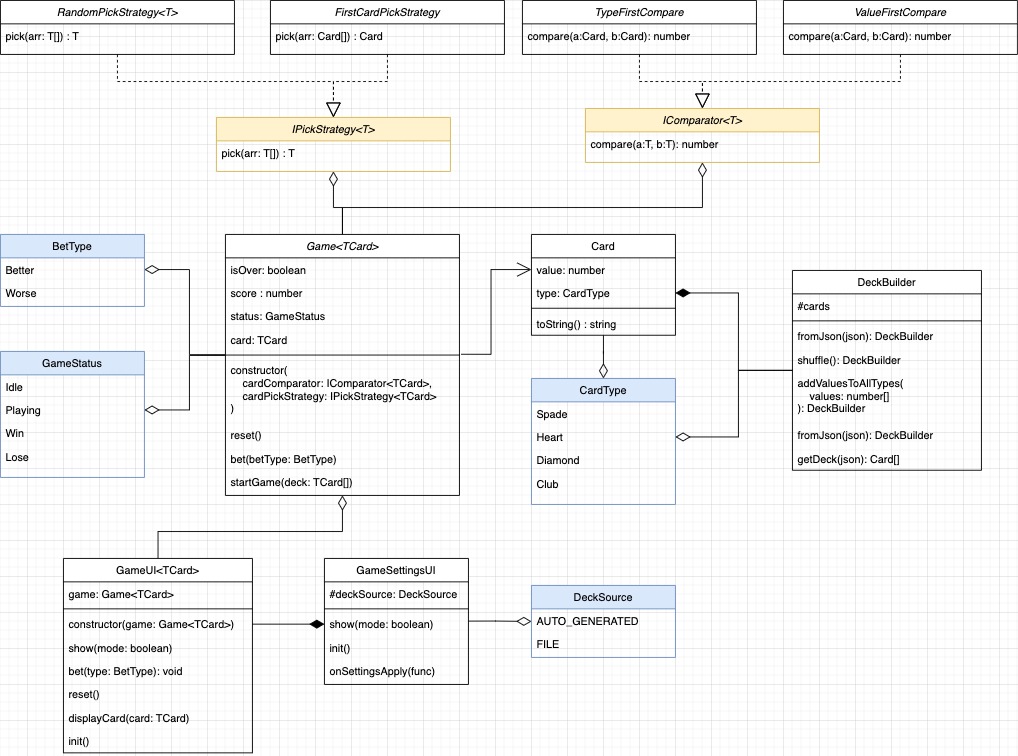 RandomPickStrategy<T>
pick(arr: T[]) : T
FirstCardPickStrategy
pick(arr: Card[]) : Card
TypeFirstCompare
compare(a:Card, b:Card): number
ValueFirstCompare
compare(a:Card, b:Card): number
IPickStrategy<T>
pick(arr: T[]) : T
IComparator<T>
compare(a:T, b:T): number
BetType
Better
Worse
GameStatus
Idle
Playing
Win
Lose
Game<TCard>
isOver: boolean
score : number
status: GameStatus
card: TCard
constructor(
cardComparator: IComparator<TCard>,
cardPickStrategy: IPickStrategy<TCard>
)
reset()
bet(betType: BetType)
startGame(deck: TCard[])
Card
value: number
type: CardType
toString() : string
CardType
Spade
Heart
Diamond
Club
DeckBuilder
#cards
fromJson(json): DeckBuilder
shuffle(): DeckBuilder
addValuesToAllTypes(
values: number[]
): DeckBuilder
fromJson(json): DeckBuilder
getDeck(json): Card[]
GameUI<TCard>
game: Game<TCard>
constructor(game: Game<TCard>)
show(mode: boolean)
bet(type: BetType): void
reset()
displayCard(card: TCard)
init()
GameSettingsUI
#deckSource: DeckSource
show(mode: boolean)
init()
onSettingsApply(func)
DeckSource
AUTO_GENERATED
FILE